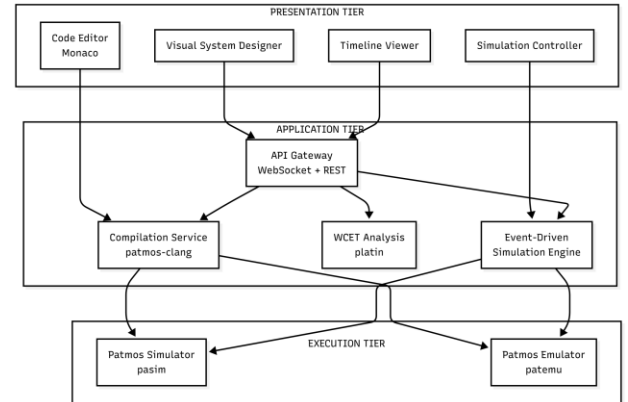 PRESENTATION TIER
Code Editor
Monaco
Visual System Designer
Timeline Viewer
Simulation Controller
APPLICATION TIER
API Gateway
WebSocket + REST
Compilation Service
patmos-clang
WCET Analysis
platin
Event-Driven
Simulation Engine
EXECUTION TIER
Patmos Simulator
pasim
Patmos Emulator
patemu